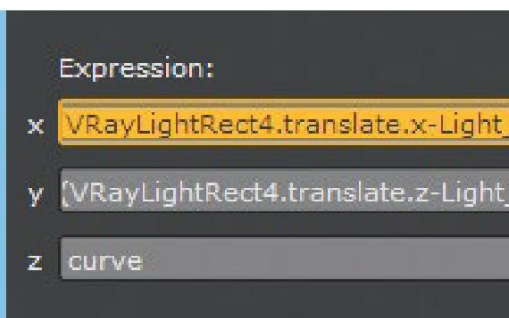 Expression:
x VRayLightRect4.translate.x-Light_
y (VRayLightRect4.translate.z-Light_
z curve